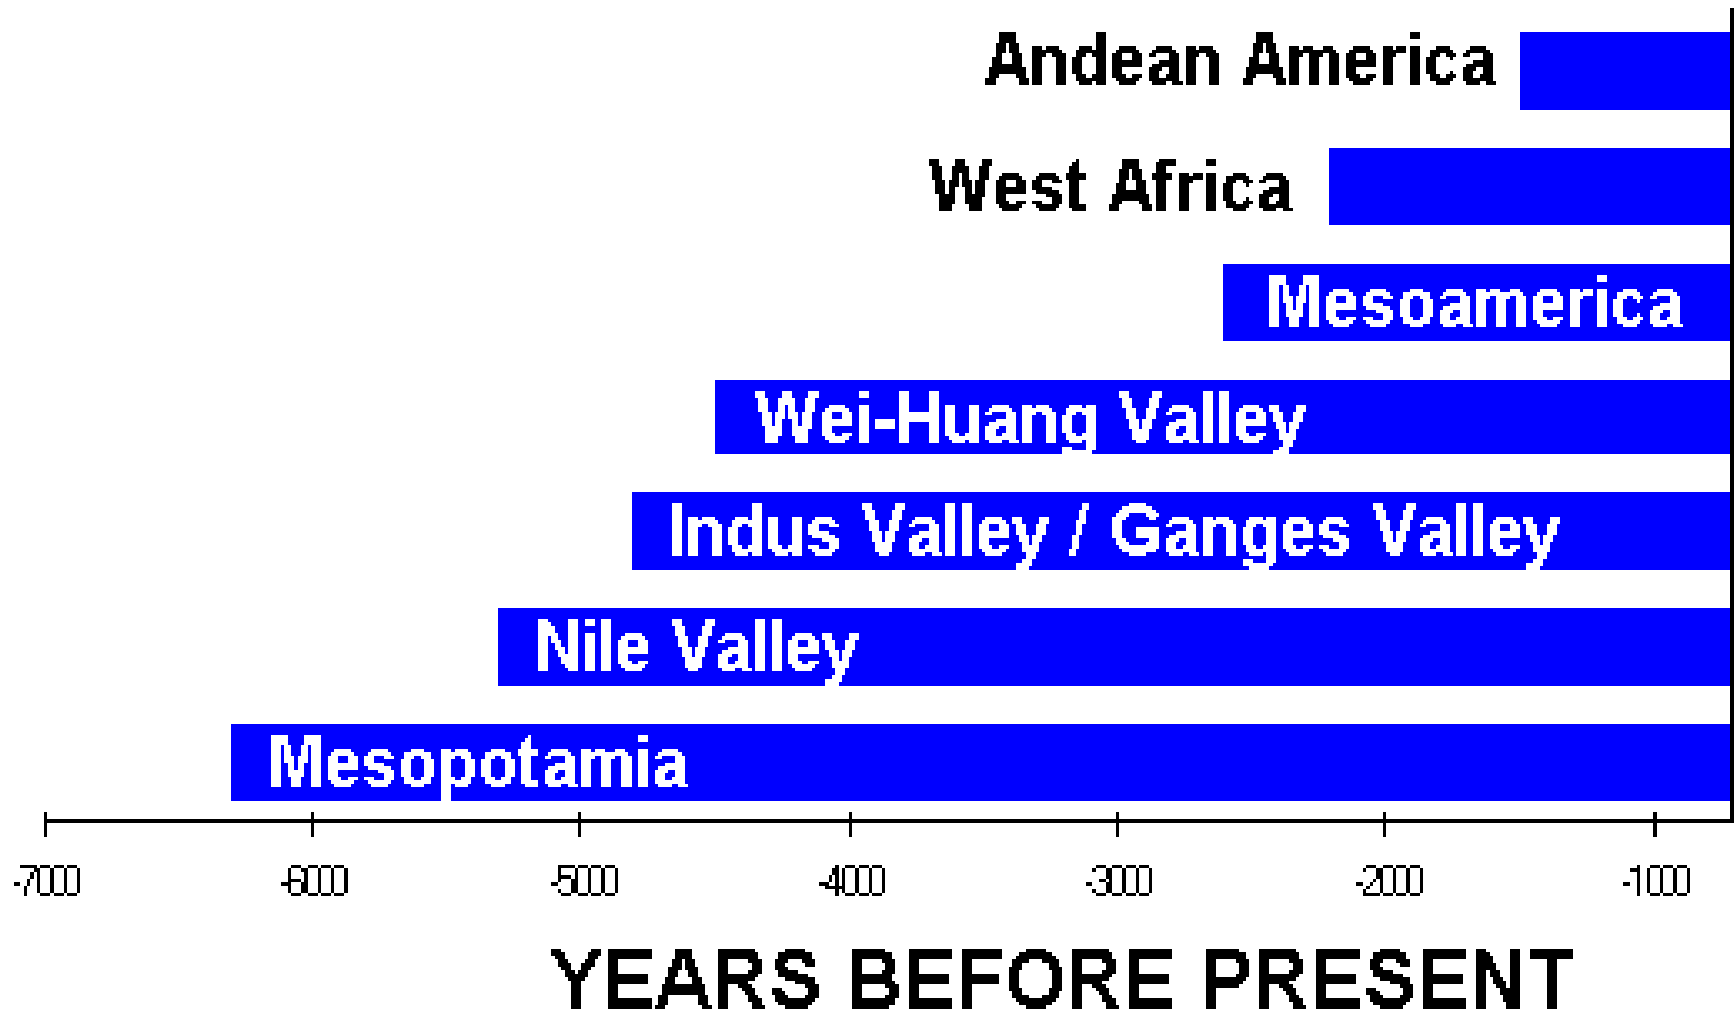 Andean America
West Africa
Mesoamerica
Wei-Huang Valley
Indus Valley / Ganges Valley
Nile Valley
Mesopotamia
-7000 -6000 -5000 -4000 -3000 -2000 -1000
YEARS BEFORE PRESENT